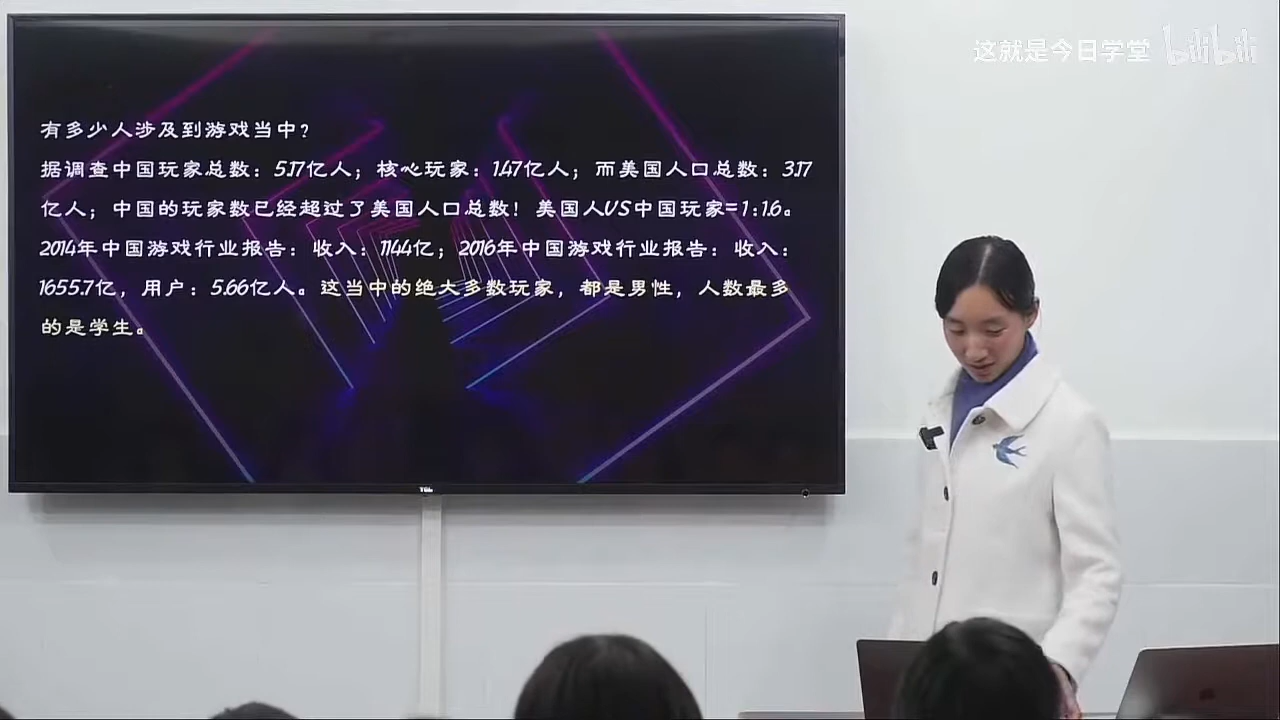 这就是今日学堂 bilibili
有多少人涉及到游戏当中？
据调查中国玩家总数：5.17亿人；核心玩家：1.47亿人；而美国人口总数：3.17
亿人；中国的玩家数已经超过了美国人口总数！美国人US中国玩家=1:1.6。
2014年中国游戏行业报告：收入：1144亿；2016年中国游戏行业报告：收入：
1655.7亿，用户：5.66亿人。这当中的绝大多数玩家，都是男性，人数最多
的是学生。
TCL